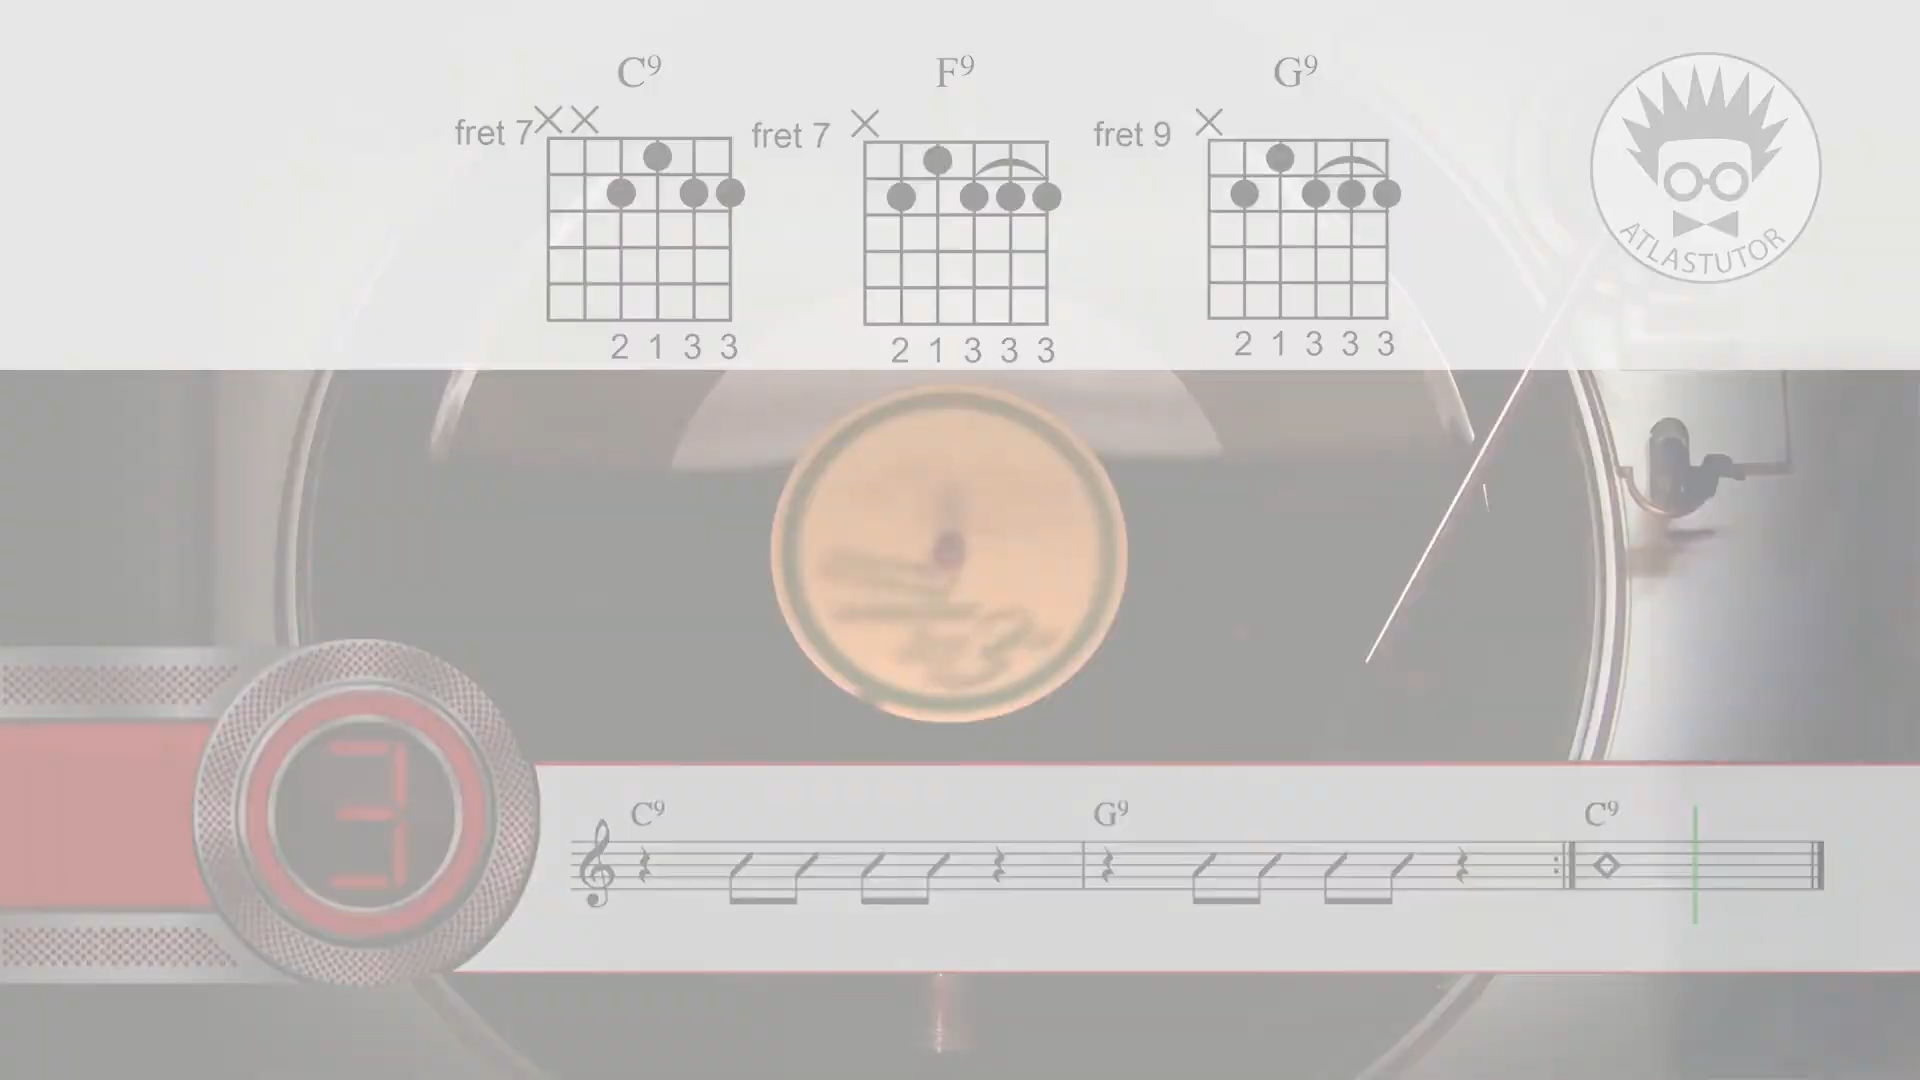 C9 F9 G9
fret 7 fret 7 fret 9
2 1 3 3
2 1 3 3 3
2 1 3 3 3
ATLASTUTOR
3
C9 G9 C9